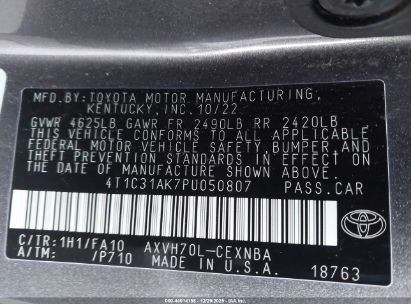 MFD.BY:TOYOTA MOTOR MANUFACTURING,
KENTUCKY,INC.10/22
GVWR 4625LB GAWR FR 2490LB RR 2420LB
THIS VEHICLE CONFORMS TO ALL APPLICABLE
FEDERAL MOTOR VEHICLE SAFETY, BUMPER,AND
THEFT PREVENTION STANDARDS IN EFFECT ON
THE DATE OF MANUFACTURE SHOWN ABOVE.
4T1C31AK7PU050807 PASS.CAR
C/TR:1H1/FA10 AXVH70L-CEXNBA
A/TM: /P710 MADE IN U.S.A. 18763
TOYOTA